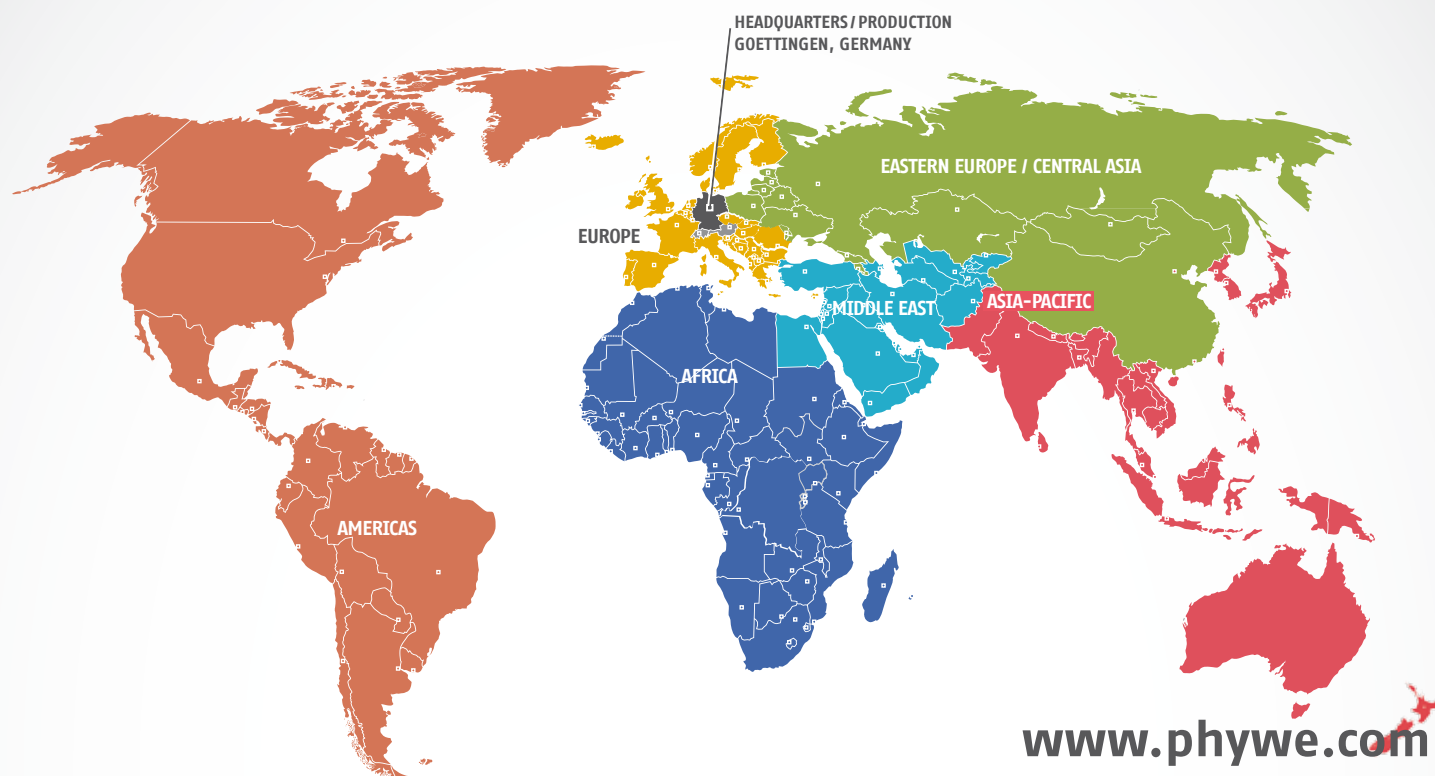 HEADQUARTERS / PRODUCTION
GOETTINGEN, GERMANY
EASTERN EUROPE / CENTRAL ASIA
EUROPE
ASIA-PACIFIC
MIDDLE EAST
AFRICA
AMERICAS
www.phywe.com